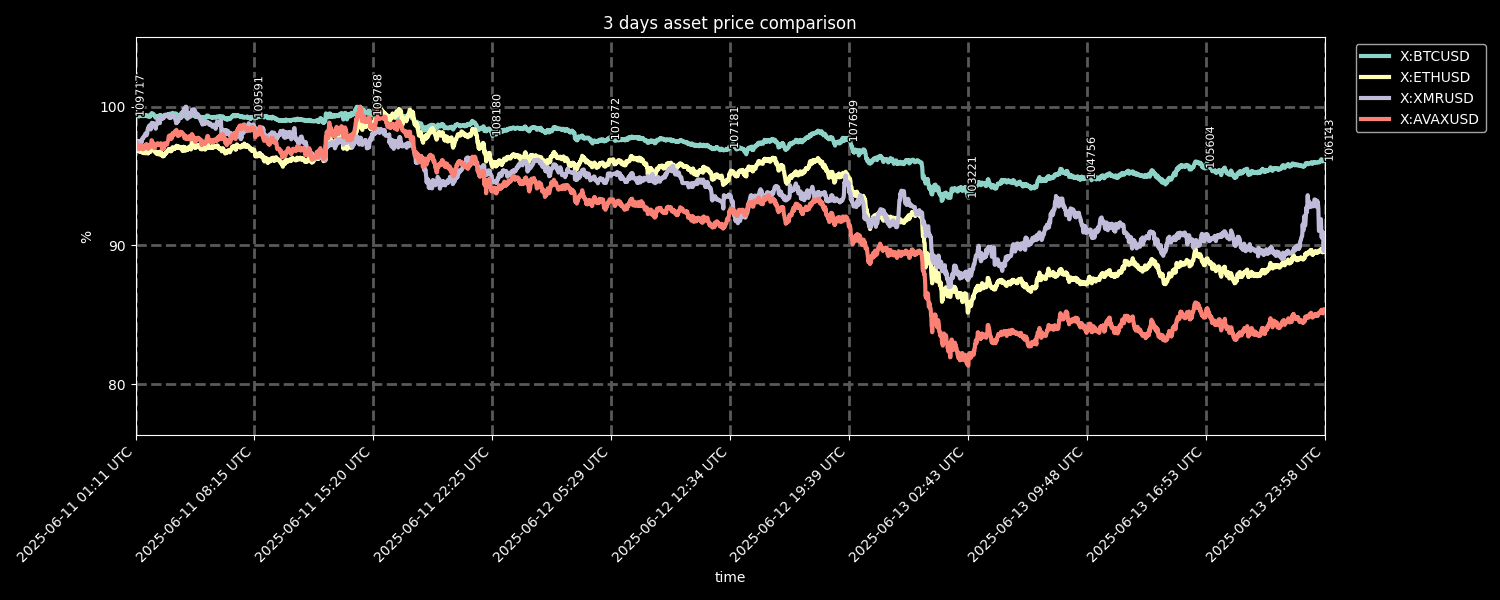 3 days asset price comparison
X:BTCUSD
X:ETHUSD
X:XMRUSD
X:AVAXUSD
109717
109591
109768
108180
107872
107181
107699
103221
104756
105604
106143
100
90
80
%
2025-06-11 01:11 UTC
2025-06-11 08:15 UTC
2025-06-11 15:20 UTC
2025-06-11 22:25 UTC
2025-06-12 05:29 UTC
2025-06-12 12:34 UTC
2025-06-12 19:39 UTC
2025-06-13 02:43 UTC
2025-06-13 09:48 UTC
2025-06-13 16:53 UTC
2025-06-13 23:58 UTC
time